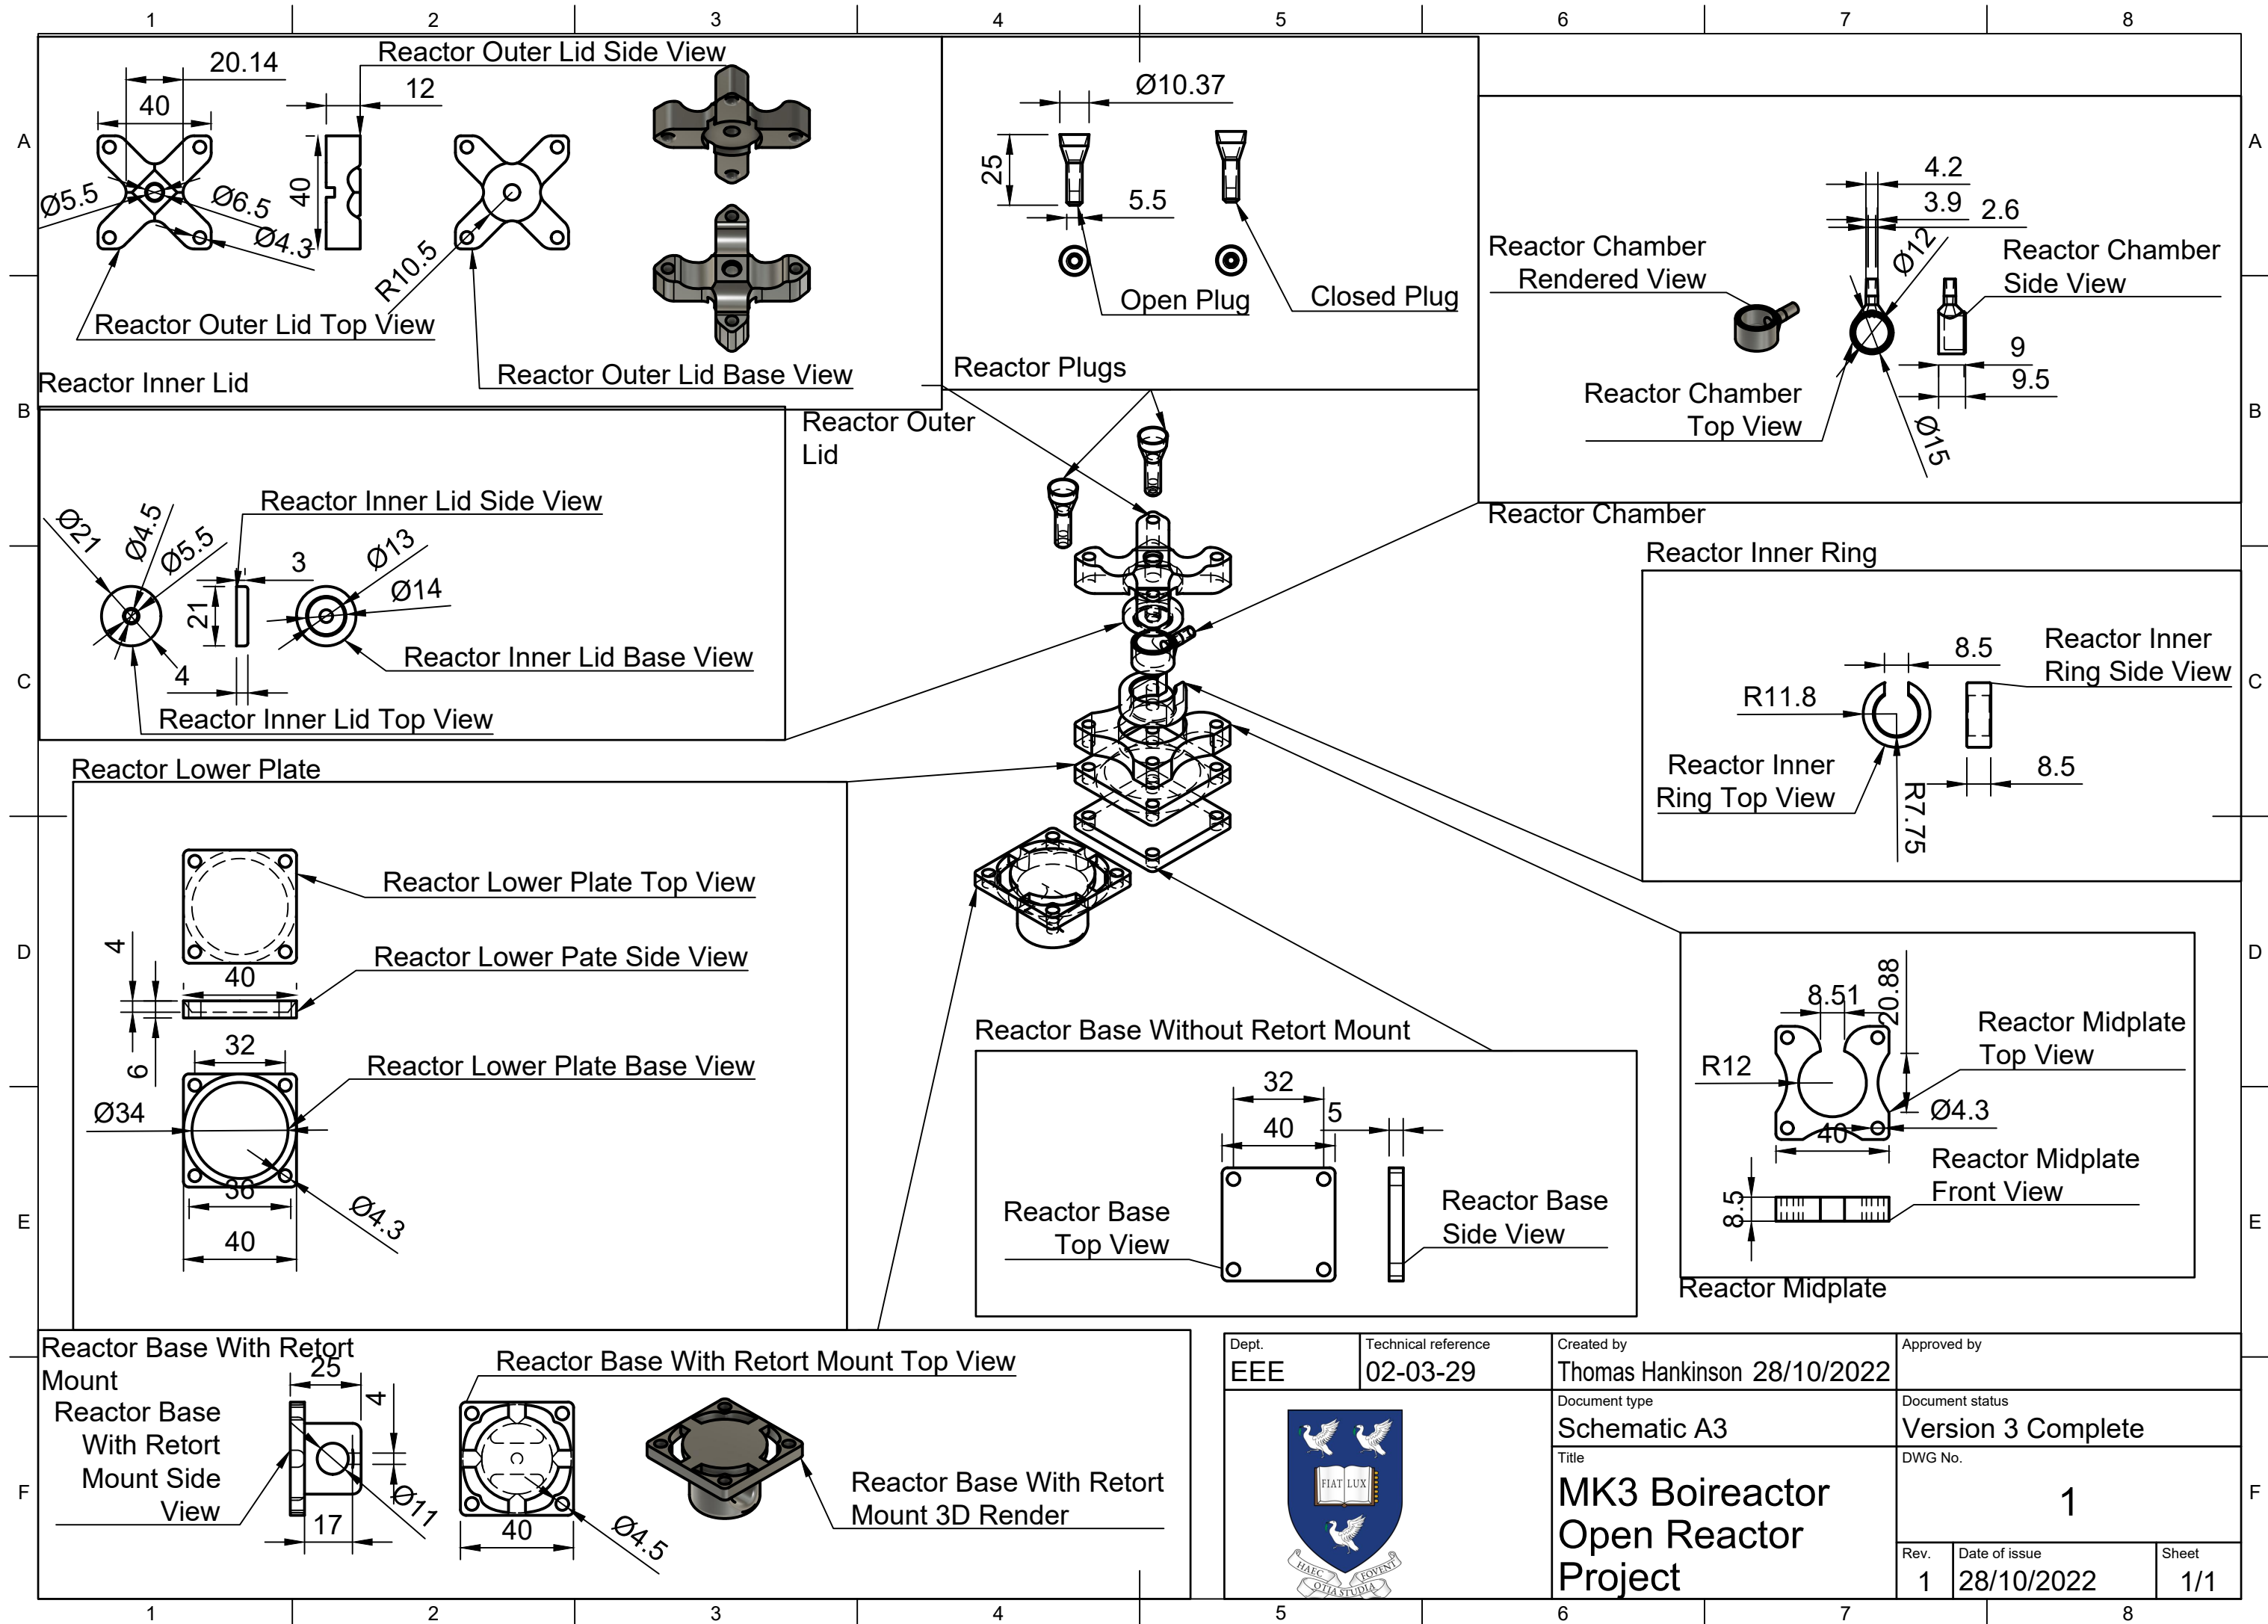 1 2 3 4 5 6 7 8
A
B
C
D
E
F
A
B
C
D
E
F
20.14
40
Ø5.5
Ø6.5
Ø4.3
Reactor Outer Lid Side View
12
40
R10.5
Reactor Outer Lid Top View
Reactor Outer Lid Base View
Reactor Inner Lid
Ø10.37
25
5.5
Open Plug
Closed Plug
Reactor Plugs
4.2
3.9
2.6
Ø12
Reactor Chamber
Rendered View
Reactor Chamber
Side View
9
9.5
Reactor Chamber
Top View
Ø15
Reactor Chamber
Reactor Outer
Lid
Reactor Inner Lid Side View
Ø21
Ø4.5
Ø5.5
3
Ø13
Ø14
21
4
Reactor Inner Lid Base View
Reactor Inner Lid Top View
Reactor Inner Ring
8.5
Reactor Inner
Ring Side View
R11.8
Reactor Inner
Ring Top View
R7.75
8.5
Reactor Lower Plate
Reactor Lower Plate Top View
Reactor Lower Pate Side View
4
40
6
32
Reactor Lower Plate Base View
Ø34
36
Ø4.3
40
Reactor Base Without Retort Mount
32
40
5
Reactor Base
Top View
Reactor Base
Side View
8.51
20.88
Reactor Midplate
Top View
R12
Ø4.3
40
Reactor Midplate
Front View
8.5
Reactor Midplate
Reactor Base With Retort
Mount
25
4
Reactor Base
With Retort
Mount Side
View
17
Ø11
Reactor Base With Retort Mount Top View
40
Ø4.5
Reactor Base With Retort
Mount 3D Render
Dept.
EEE
Technical reference
02-03-29
Created by
Thomas Hankinson 28/10/2022
Approved by
Document type
Schematic A3
Document status
Version 3 Complete
Title
MK3 Boireactor
Open Reactor
Project
DWG No.
1
Rev.
1
Date of issue
28/10/2022
Sheet
1/1
FIAT LUX
HAEC OTIA STUDIA FOVENT
1 2 3 4 5 6 7 8